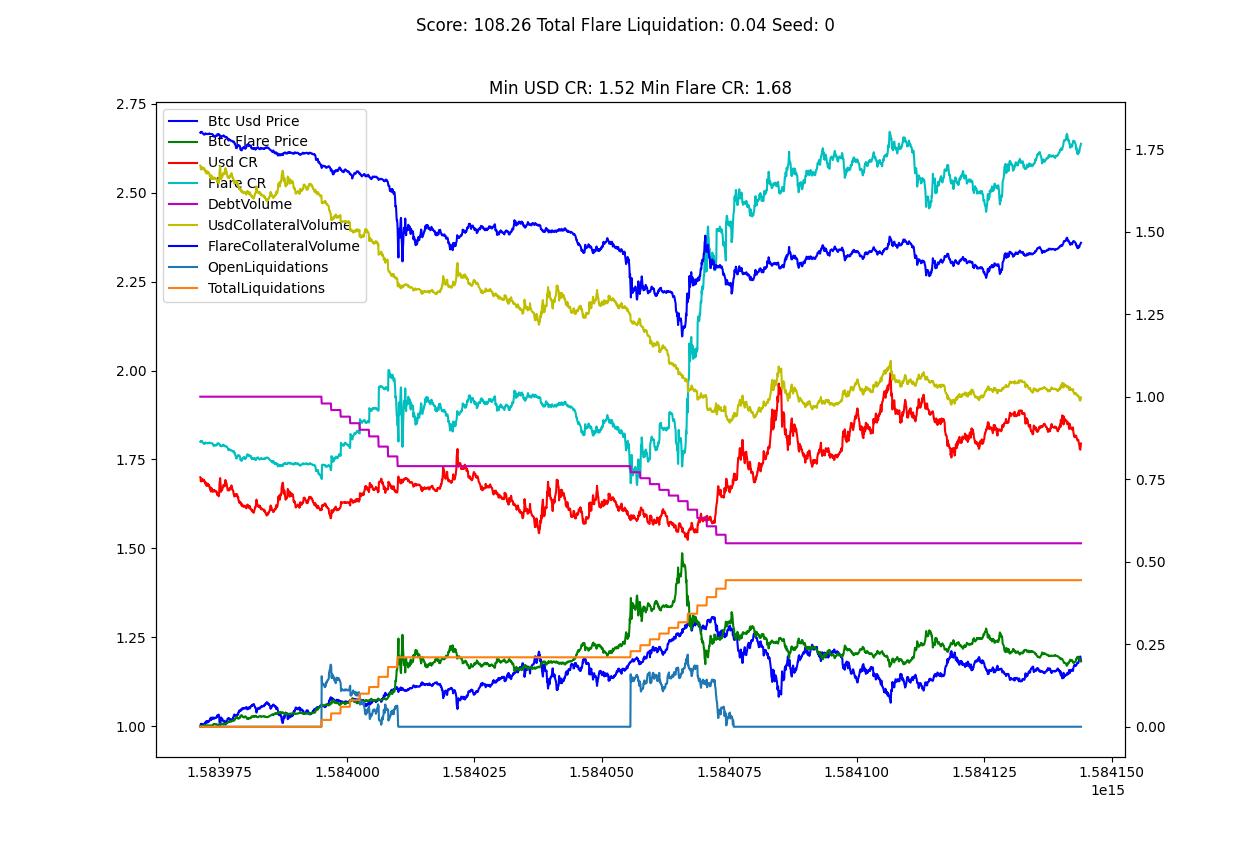 Score: 108.26 Total Flare Liquidation: 0.04 Seed: 0
Min USD CR: 1.52 Min Flare CR: 1.68
2.75
2.50
2.25
2.00
1.75
1.50
1.25
1.00
Btc Usd Price
Btc Flare Price
Usd CR
Flare CR
DebtVolume
UsdCollateralVolume
FlareCollateralVolume
OpenLiquidations
TotalLiquidations
1.75
1.50
1.25
1.00
0.75
0.50
0.25
0.00
1.583975 1.584000 1.584025 1.584050 1.584075 1.584100 1.584125 1.584150
1e15